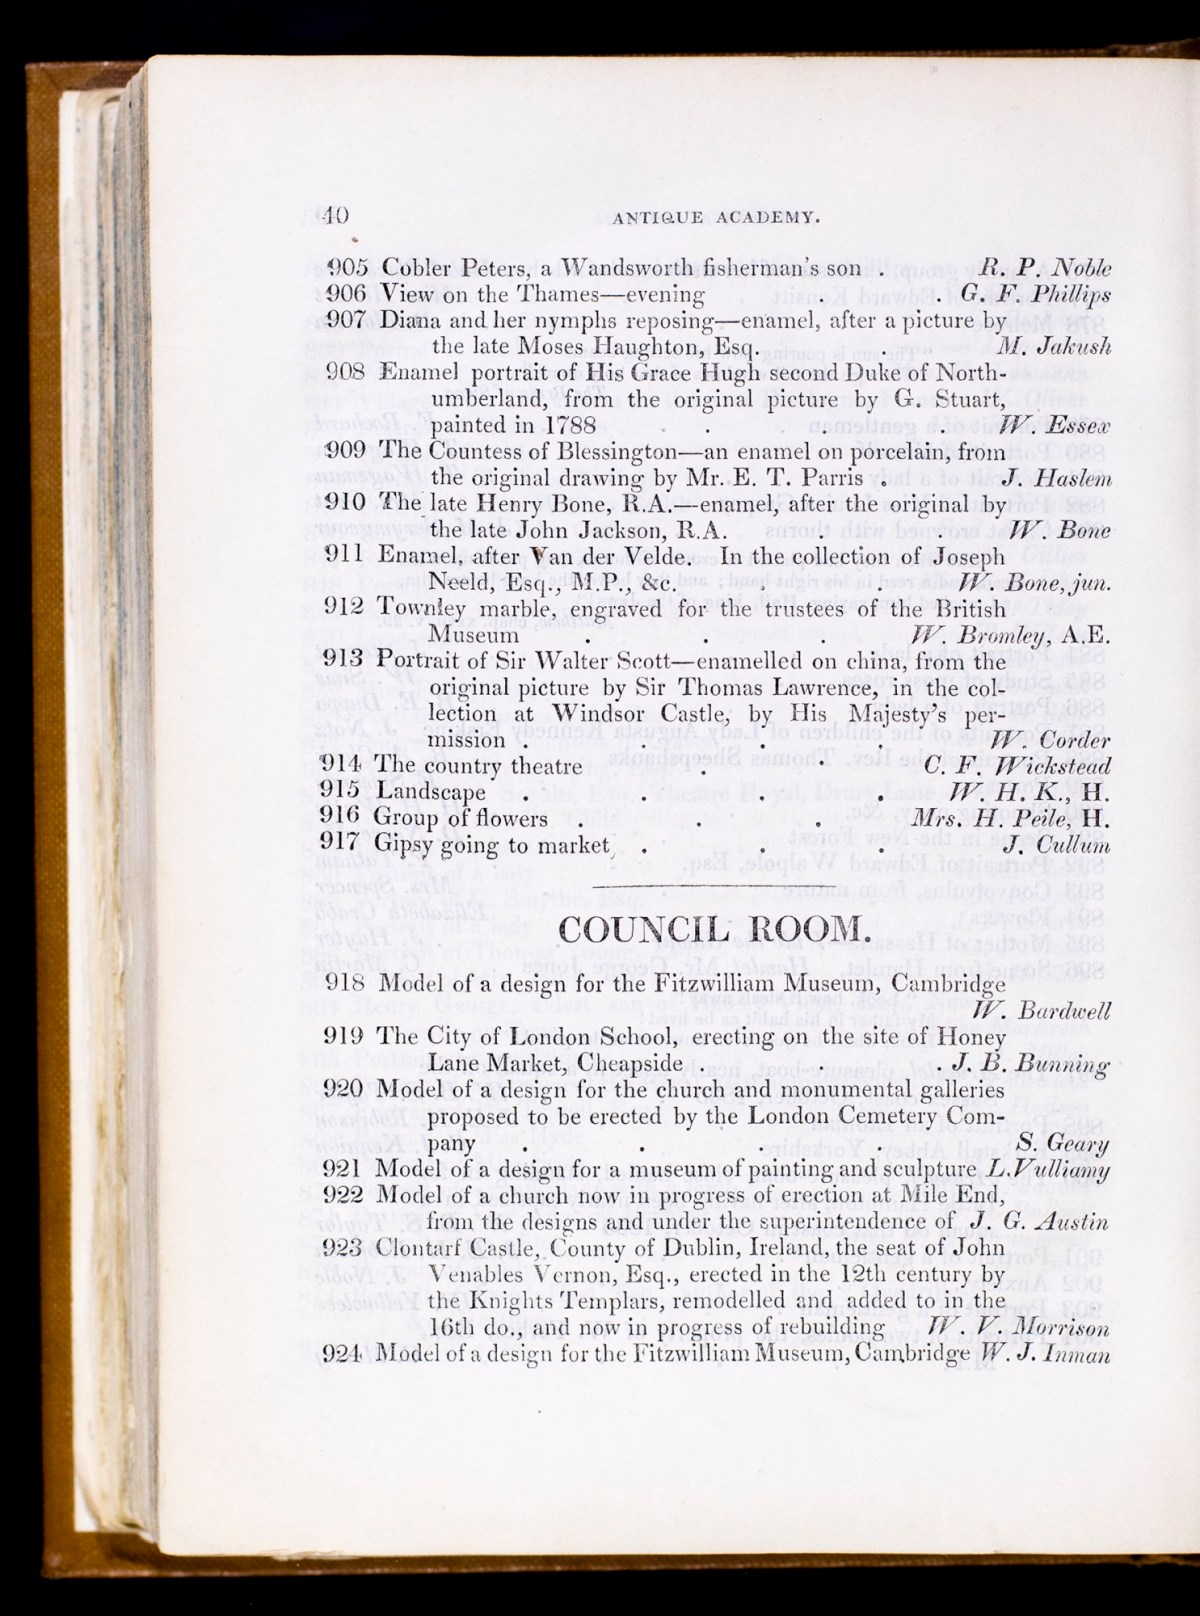 40 ANTIQUE ACADEMY.
905 Cobler Peters, a Wandsworth fisherman's son . R. P. Noble
906 View on the Thames—evening . . G. F. Phillips
907 Diana and her nymphs reposing—enamel, after a picture by
the late Moses Haughton, Esq. . M. Jakush
908 Enamel portrait of His Grace Hugh second Duke of North-
umberland, from the original picture by G. Stuart,
painted in 1788 . . . . W. Essex
909 The Countess of Blessington—an enamel on porcelain, from
the original drawing by Mr. E. T. Parris . J. Haslem
910 The late Henry Bone, R.A.—enamel, after the original by
the late John Jackson, R.A. . . W. Bone
911 Enamel, after Van der Velde. In the collection of Joseph
Neeld, Esq., M.P., &c. . . W. Bone, jun.
912 Townley marble, engraved for the trustees of the British
Museum . . . W. Bromley, A.E.
913 Portrait of Sir Walter Scott—enamelled on china, from the
original picture by Sir Thomas Lawrence, in the col-
lection at Windsor Castle, by His Majesty's per-
mission . . . . W. Corder
914 The country theatre . . C. F. Wickstead
915 Landscape . . . . W. H. K., H.
916 Group of flowers . . . Mrs. H. Peile, H.
917 Gipsy going to market . . . J. Cullum
COUNCIL ROOM.
918 Model of a design for the Fitzwilliam Museum, Cambridge
W. Bardwell
919 The City of London School, erecting on the site of Honey
Lane Market, Cheapside . . . J. B. Bunning
920 Model of a design for the church and monumental galleries
proposed to be erected by the London Cemetery Com-
pany . . . . S. Geary
921 Model of a design for a museum of painting and sculpture L. Vulliamy
922 Model of a church now in progress of erection at Mile End,
from the designs and under the superintendence of J. G. Austin
923 Clontarf Castle, County of Dublin, Ireland, the seat of John
Venables Vernon, Esq., erected in the 12th century by
the Knights Templars, remodelled and added to in the
16th do., and now in progress of rebuilding W. V. Morrison
924 Model of a design for the Fitzwilliam Museum, Cambridge W. J. Inman